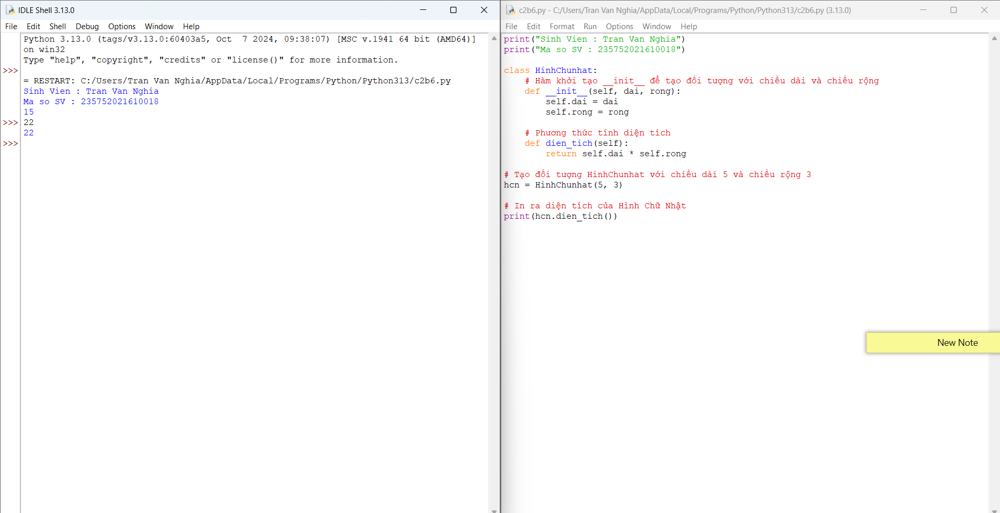 IDLE Shell 3.13.0
File Edit Shell Debug Options Window Help
Python 3.13.0 (tags/v3.13.0:60403a5, Oct  7 2024, 09:38:07) [MSC v.1941 64 bit (AMD64)]
on win32
Type "help", "copyright", "credits" or "license()" for more information.
>>>
= RESTART: C:/Users/Tran Van Nghia/AppData/Local/Programs/Python/Python313/c2b6.py
Sinh Vien : Tran Van Nghia
Ma so SV : 235752021610018
15
>>> 22
22
>>>
c2b6.py - C:/Users/Tran Van Nghia/AppData/Local/Programs/Python/Python313/c2b6.py (3.13.0)
File Edit Format Run Options Window Help
print("Sinh Vien : Tran Van Nghia")
print("Ma so SV : 235752021610018")
class HinhChunhat:
    # Hàm khởi tạo __init__ để tạo đối tượng với chiều dài và chiều rộng
    def __init__(self, dai, rong):
        self.dai = dai
        self.rong = rong
    # Phương thức tính diện tích
    def dien_tich(self):
        return self.dai * self.rong
# Tạo đối tượng HinhChunhat với chiều dài 5 và chiều rộng 3
hcn = HinhChunhat(5, 3)
# In ra diện tích của Hình Chữ Nhật
print(hcn.dien_tich())
New Note